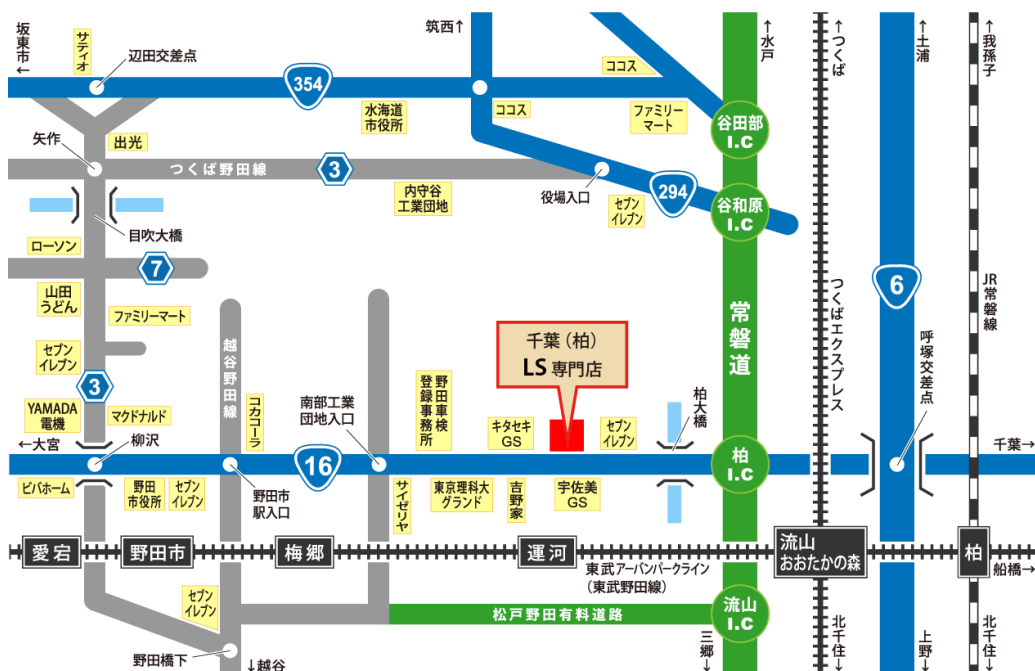 坂東市←
サティオ
辺田交差点
354
水海道
市役所
筑西↑
ココス
ココス
ファミリー
マート
谷田部
I.C
↑水戸
↑つくば
↑土浦
↑我孫子
矢作
出光
つくば野田線
3
内守谷
工業団地
役場入口
294
セブン
イレブン
谷和原
I.C
目吹大橋
ローソン
7
山田
うどん
ファミリーマート
セブン
イレブン
3
YAMADA
電機
マクドナルド
←大宮
柳沢
越谷野田線
コカコーラ
南部工業
団地入口
野田車検
登録事務所
千葉（柏）
LS 専門店
キタセキ
GS
セブン
イレブン
柏大橋
常磐道
つくばエクスプレス
6
呼塚交差点
JR常磐線
千葉→
16
柏
I.C
ビバホーム
野田
市役所
セブン
イレブン
野田市
駅入口
サイゼリヤ
東京理科大
グランド
吉野家
宇佐美
GS
愛宕
野田市
梅郷
運河
流山
おおたかの森
柏
船橋→
東武アーバンパークライン
（東武野田線）
セブン
イレブン
松戸野田有料道路
流山
I.C
野田橋下
↓越谷
三郷↓
北千住↓
上野↓
北千住↓